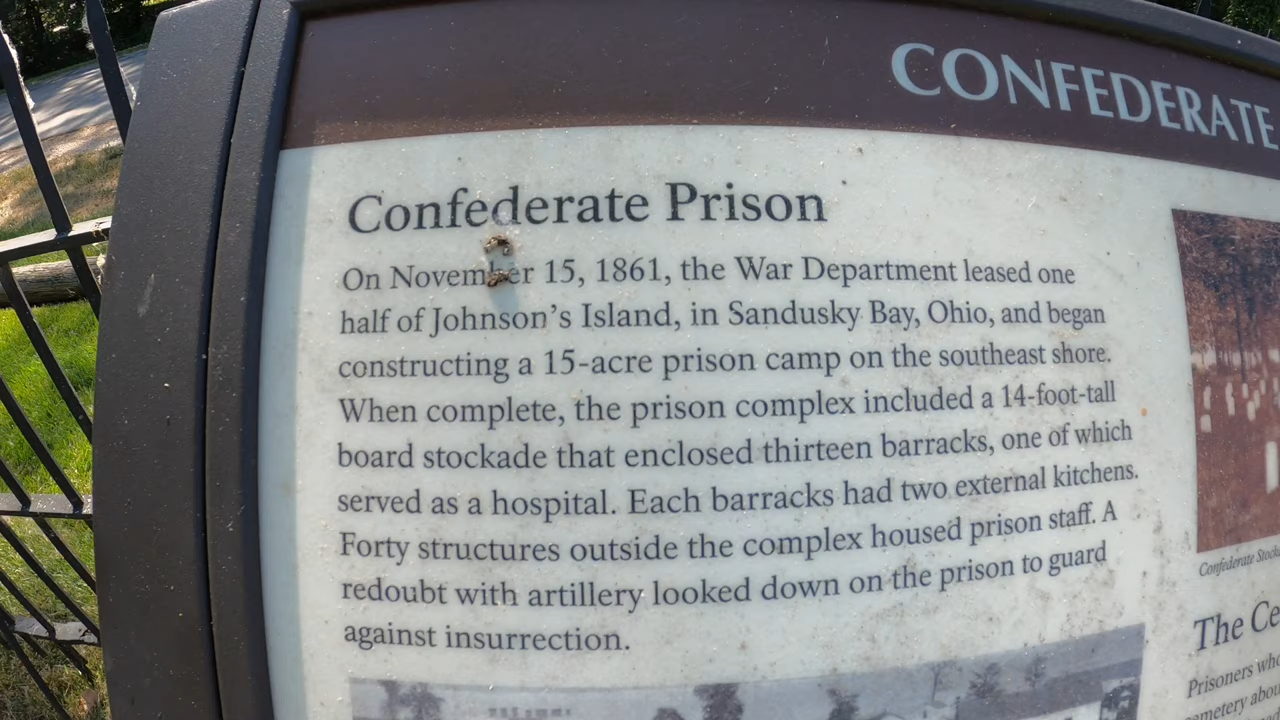 CONFEDERATE
Confederate Prison
On November 15, 1861, the War Department leased one
half of Johnson's Island, in Sandusky Bay, Ohio, and began
constructing a 15-acre prison camp on the southeast shore.
When complete, the prison complex included a 14-foot-tall
board stockade that enclosed thirteen barracks, one of which
served as a hospital. Each barracks had two external kitchens.
Forty structures outside the complex housed prison staff. A
redoubt with artillery looked down on the prison to guard
against insurrection.
Confederate
The
Prisoners